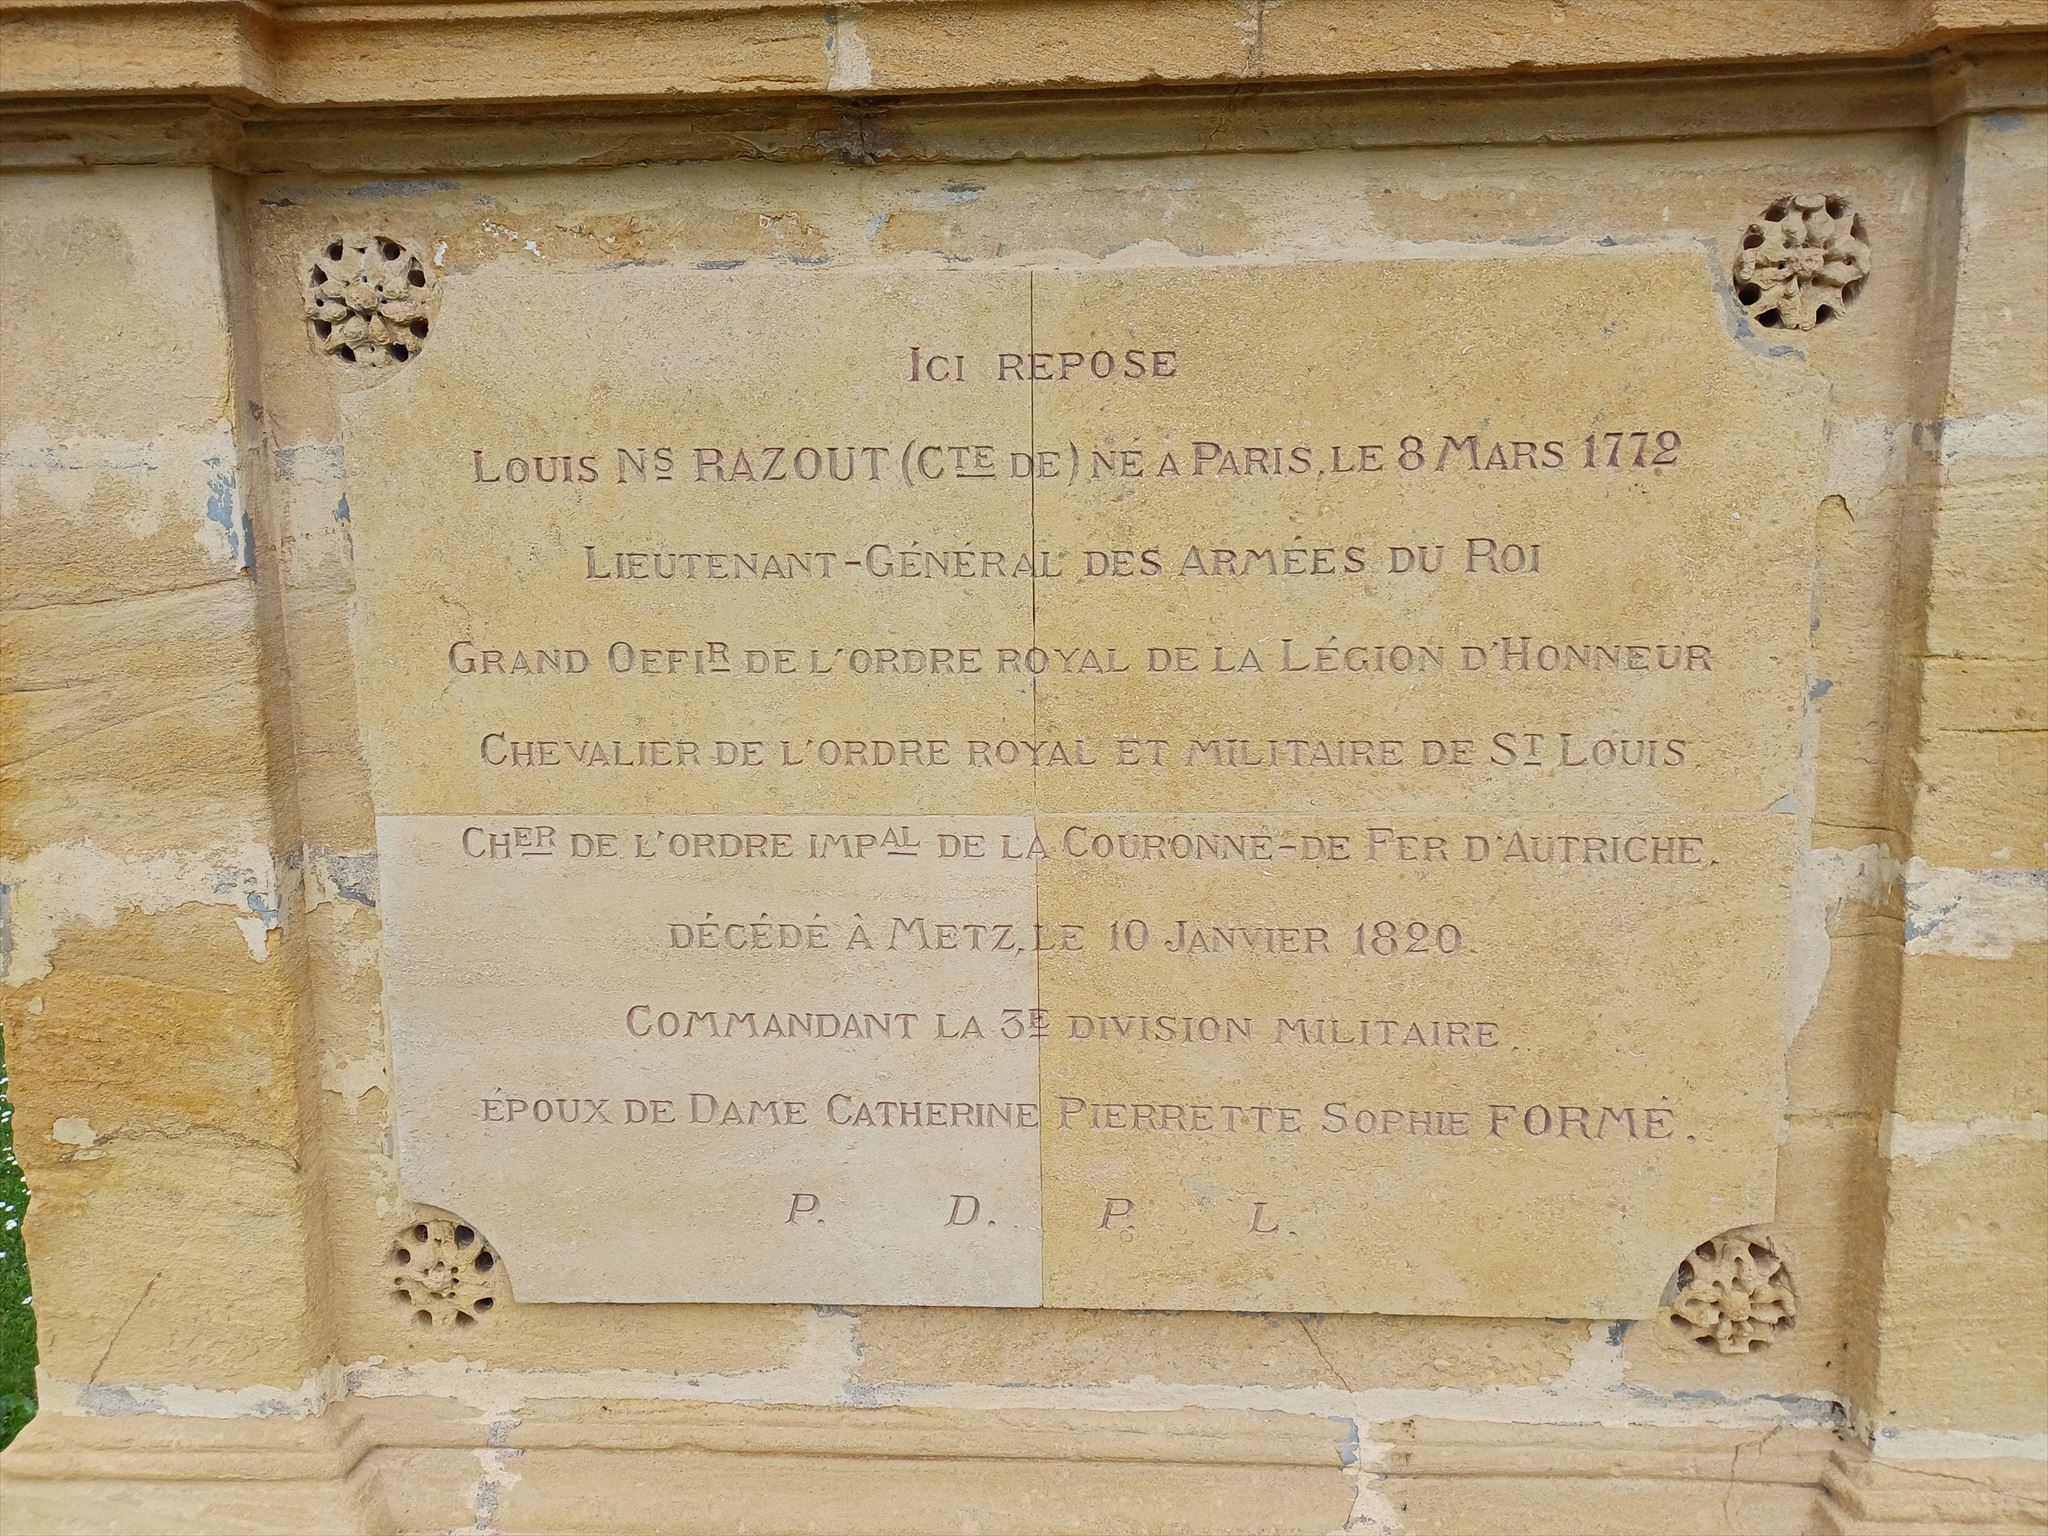 ICI REPOSE
LOUIS NS RAZOUT (CTE DE) NÉ A PARIS, LE 8 MARS 1772
LIEUTENANT-GÉNÉRAL DES ARMÉES DU ROI
GRAND OEFIR DE L'ORDRE ROYAL DE LA LÉGION D'HONNEUR
CHEVALIER DE L'ORDRE ROYAL ET MILITAIRE DE ST LOUIS
CHER DE L'ORDRE IMPAL DE LA COURONNE-DE FER D'AUTRICHE.
DÉCÉDÉ À METZ, LE 10 JANVIER 1820.
COMMANDANT LA 3E DIVISION MILITAIRE.
ÉPOUX DE DAME CATHERINE PIERRETTE SOPHIE FORMÉ.
P. D. P. L.